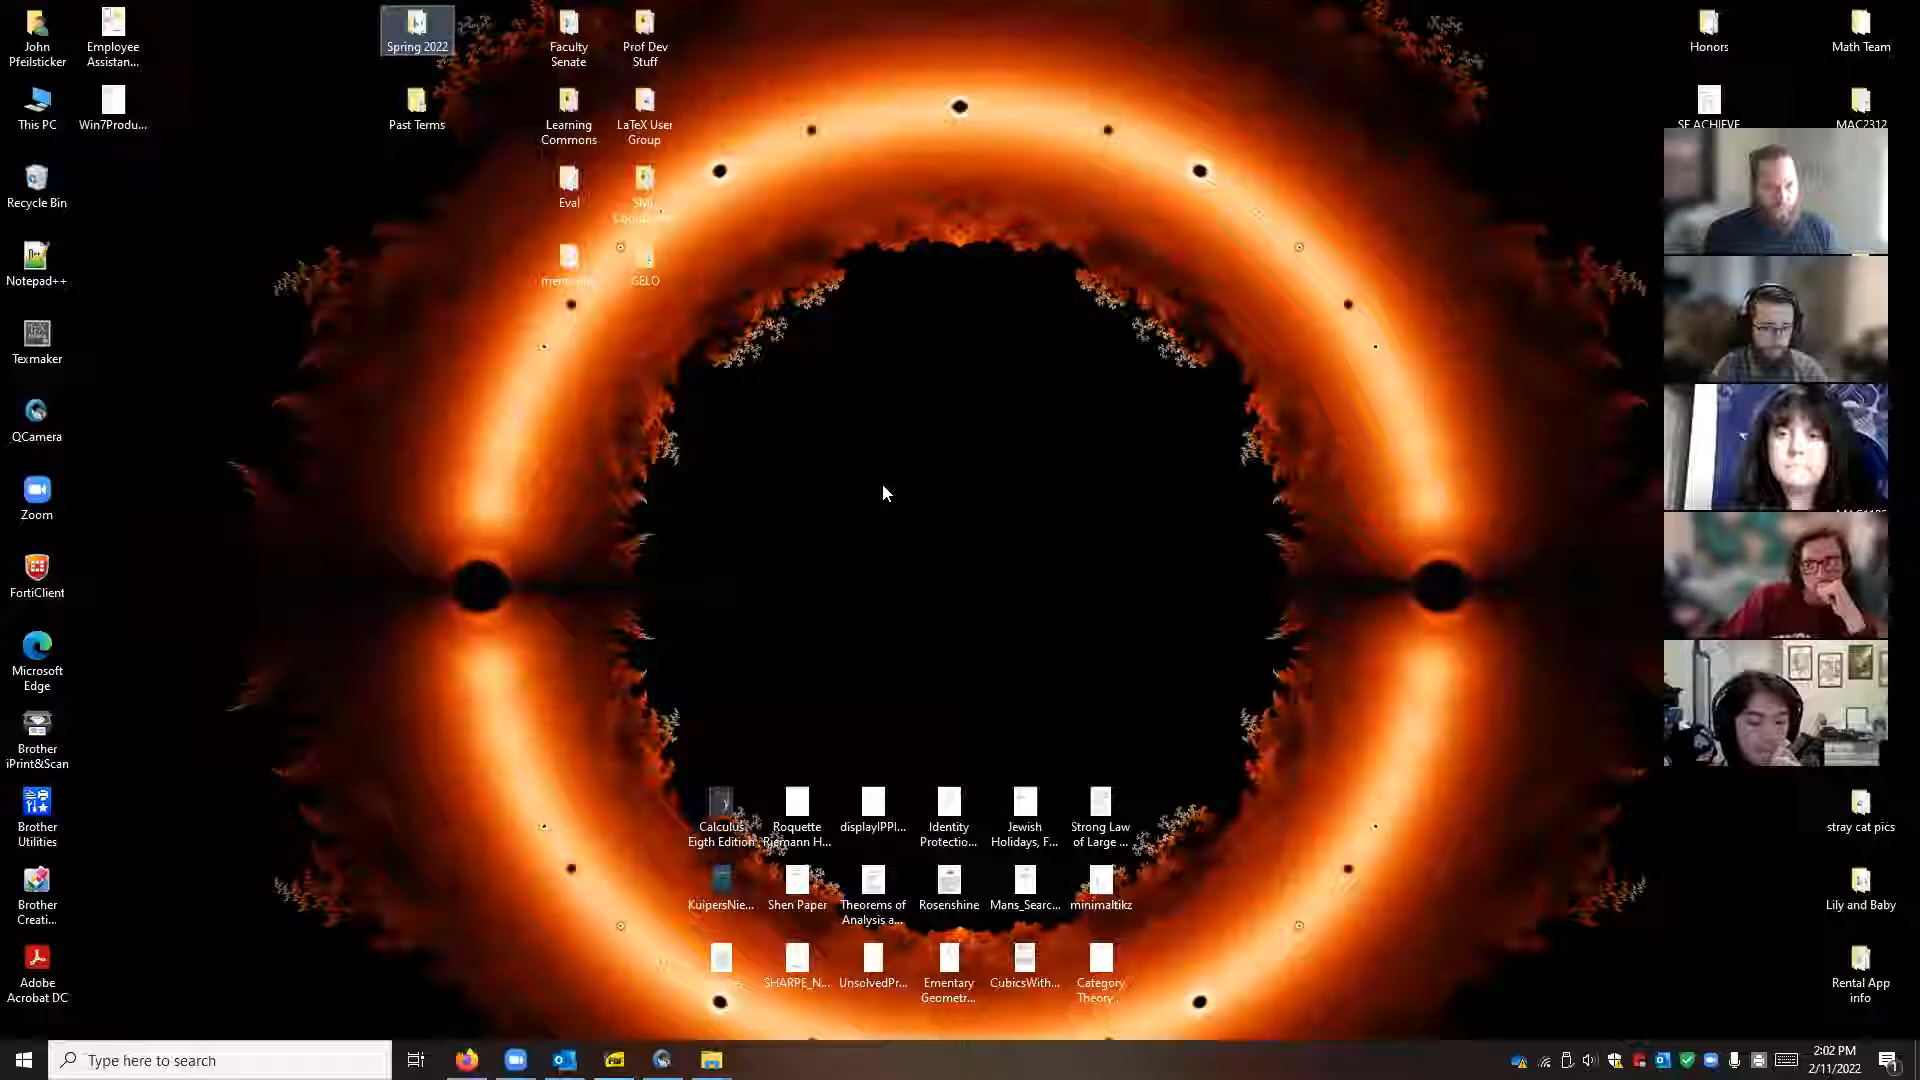 John
Pfeilsticker
Employee
Assistan...
Spring 2022
Faculty
Senate
Prof Dev
Stuff
Honors
Math Team
This PC
Win7Produ...
Past Terms
Learning
Commons
LaTeX User
Group
SF ACHIEVE
MAC2312
Recycle Bin
Eval
Notepad++
GELO
Texmaker
QCamera
Zoom
FortiClient
Microsoft
Edge
Brother
iPrint&Scan
Brother
Utilities
Calculus,
Eigth Edition
Roquette
Riemann H...
displayIPPI...
Identity
Protectio...
Jewish
Holidays, F...
Strong Law
of Large ...
stray cat pics
Brother
Creati...
KuipersNie...
Shen Paper
Theorems of
Analysis a...
Rosenshine
Mans_Searc...
minimaltikz
Lily and Baby
Adobe
Acrobat DC
SHARPE_N...
UnsolvedPr...
Ementary
Geometr...
CubicsWith...
Category
Theory ...
Rental App
info
Type here to search
2:02 PM
2/11/2022